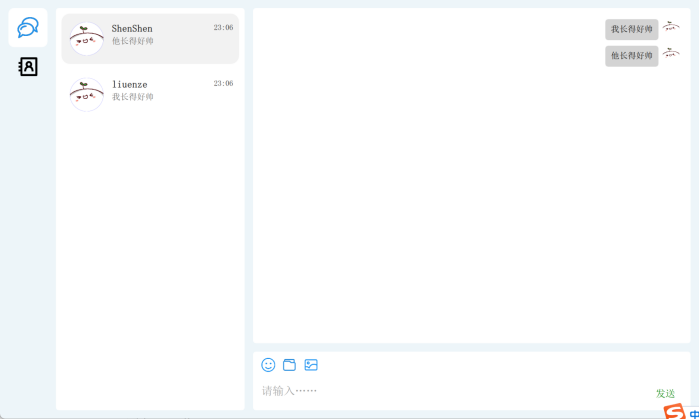 ShenShen 23:06
他长得好帅
liuenze 23:06
我长得好帅
我长得好帅
他长得好帅
请输入……
发送
S 中